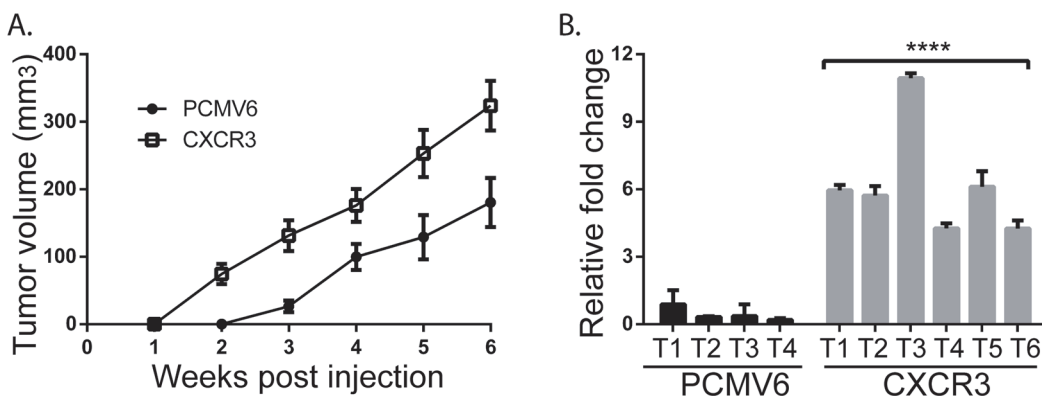 A.
Tumor volume (mm3)
400
300
200
100
0
PCMV6
CXCR3
0 1 2 3 4 5 6
Weeks post injection
B.
Relative fold change
12
9
6
3
0
****
T1 T2 T3 T4 T1 T2 T3 T4 T5 T6
PCMV6 CXCR3